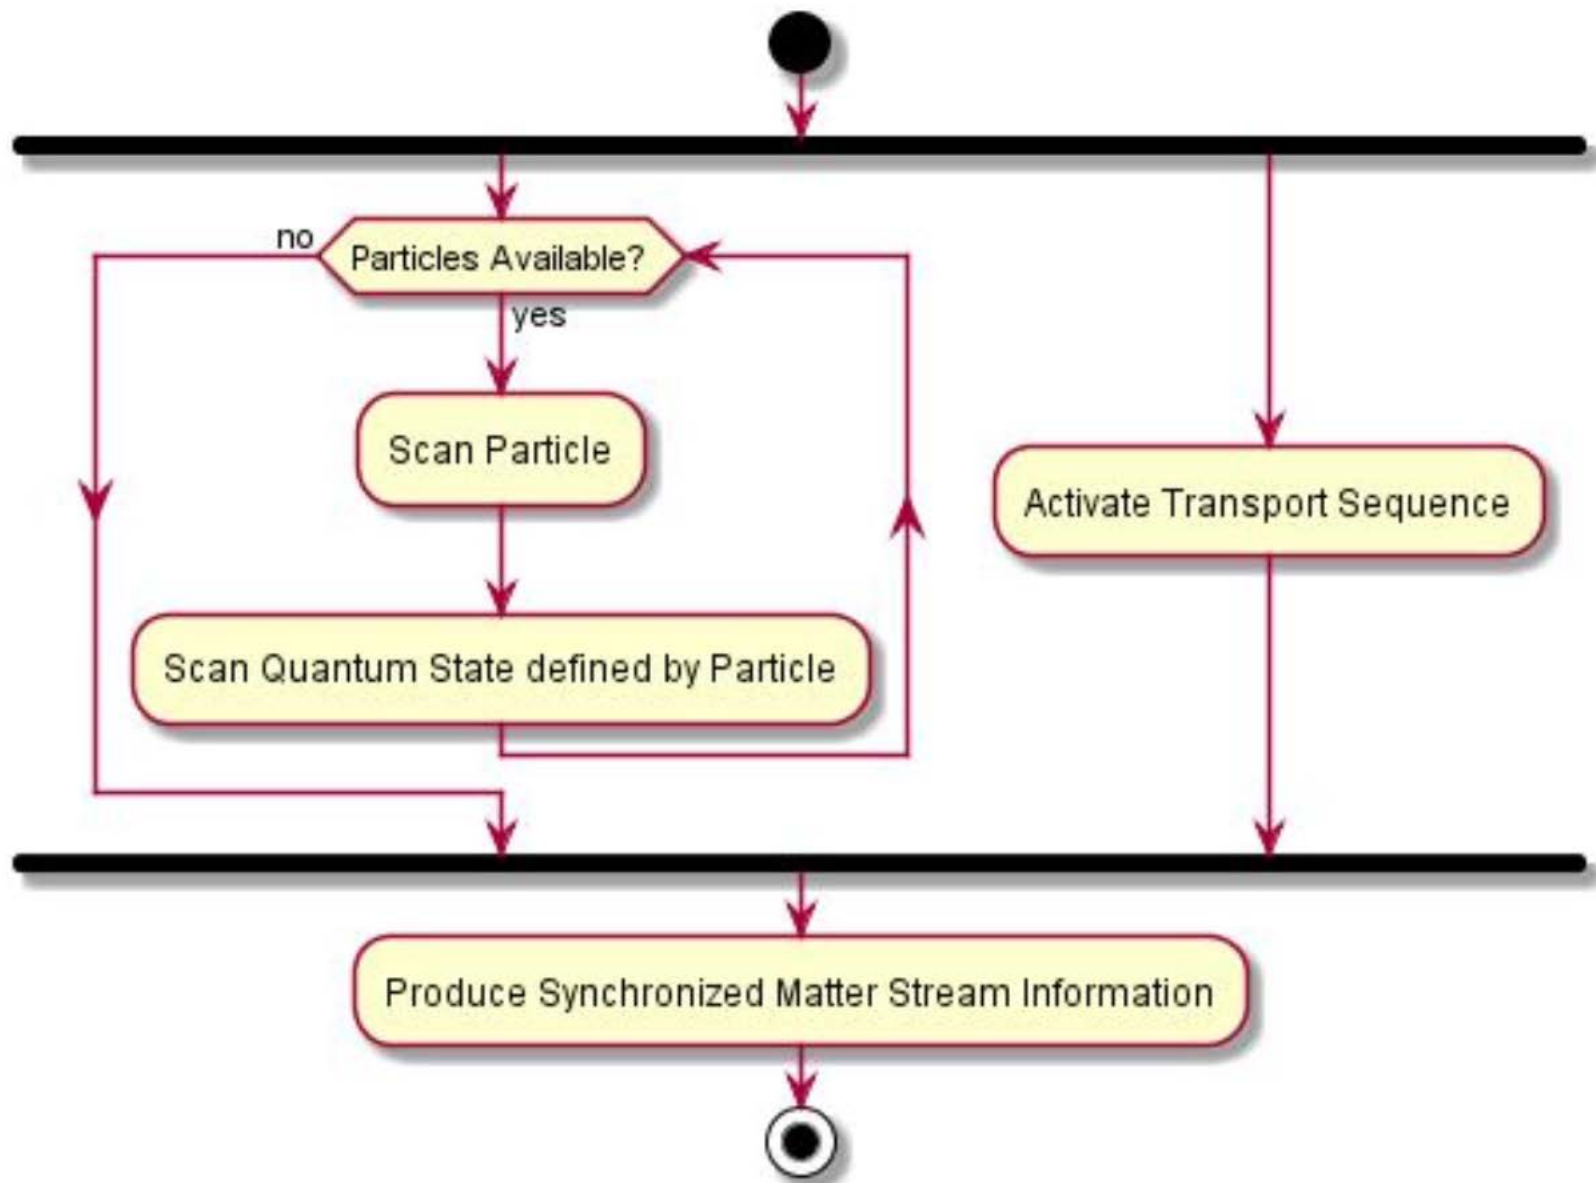 no
Particles Available?
yes
Scan Particle
Activate Transport Sequence
Scan Quantum State defined by Particle
Produce Synchronized Matter Stream Information